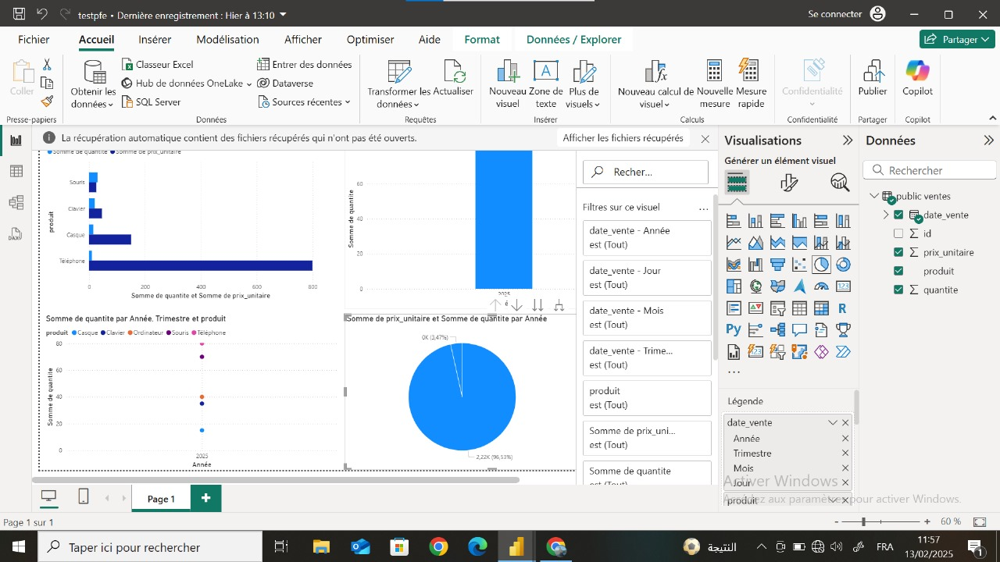 testpfe • Dernière enregistrement : Hier à 13:10
Se connecter
Fichier Accueil Insérer Modélisation Afficher Optimiser Aide Format Données / Explorer Partager
Coller
Presse-papiers
Obtenir les données
Classeur Excel
Hub de données OneLake
SQL Server
Entrer des données
Dataverse
Sources récentes
Données
Transformer les données
Actualiser
Requêtes
Nouveau visuel
Zone de texte
Plus de visuels
Insérer
Nouveau calcul de visuel
Nouvelle mesure
Mesure rapide
Calculs
Confidentialité
Confidentialité
Publier
Partager
Copilot
Copilot
La récupération automatique contient des fichiers récupérés qui n'ont pas été ouverts.
Afficher les fichiers récupérés
Somme de quantite Somme de prix_unitaire
produit
Souris
Clavier
Casque
Téléphone
0 200 400 600 800
Somme de quantite et Somme de prix_unitaire
Somme de quantite
60
40
20
0
2025
é
Somme de quantite par Année, Trimestre et produit
produit Casque Clavier Ordinateur Souris Téléphone
Somme de quantite
80
60
40
20
0
2025
Année
Somme de prix_unitaire et Somme de quantite par Année
0K (3,47%)
2,22K (96,53%)
Recher...
Filtres sur ce visuel ...
date_vente - Année
est (Tout)
date_vente - Jour
est (Tout)
date_vente - Mois
est (Tout)
date_vente - Trime...
est (Tout)
produit
est (Tout)
Somme de prix_uni...
est (Tout)
Somme de quantite
est (Tout)
Visualisations
Générer un élément visuel
Py
R
123
...
Légende
date_vente
Année
Trimestre
Mois
Jour
produit
Données
Rechercher
public ventes
date_vente
id
prix_unitaire
produit
quantite
DAX
Activer Windows
Accédez aux paramètres pour activer Windows.
Page 1
Page 1 sur 1
- + 60 %
Taper ici pour rechercher
النتيجة
FRA
11:57
13/02/2025
1